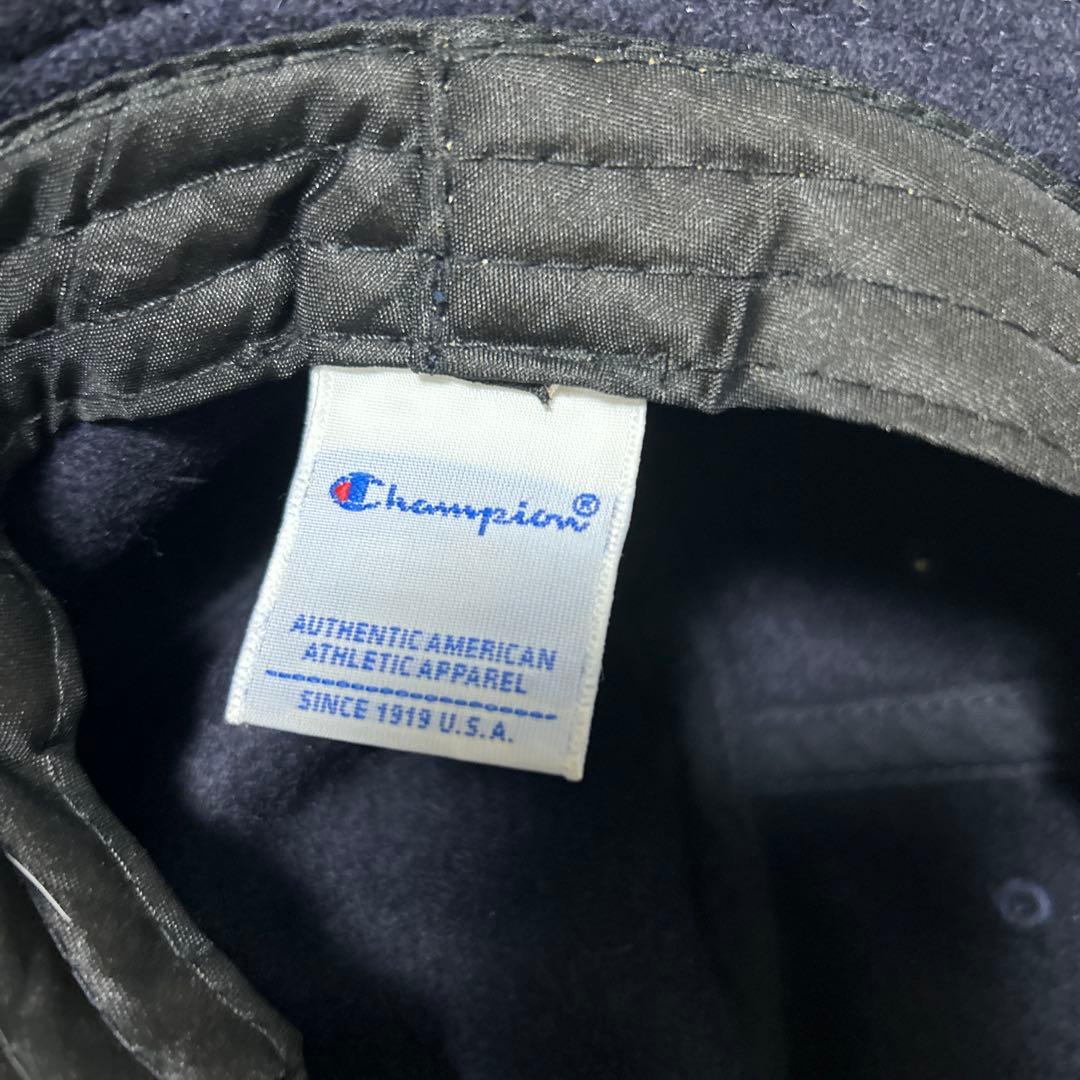 Champion®
AUTHENTIC AMERICAN
ATHLETIC APPAREL
SINCE 1919 U.S.A.